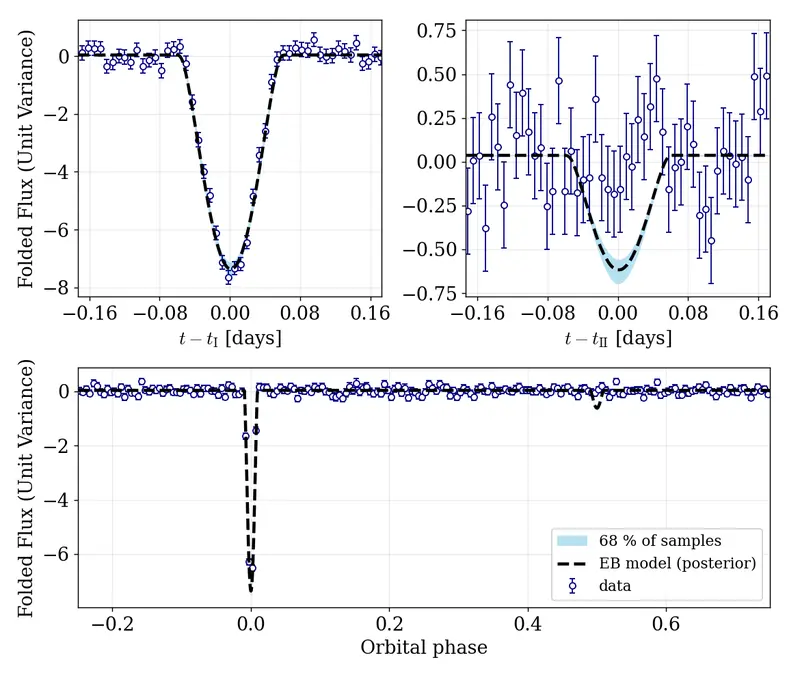 Folded Flux (Unit Variance)
0
−2
−4
−6
−8
−0.16 −0.08 0.00 0.08 0.16
t − tI [days]
0.75
0.50
0.25
0.00
−0.25
−0.50
−0.75
−0.16 −0.08 0.00 0.08 0.16
t − tII [days]
Folded Flux (Unit Variance)
0
−2
−4
−6
−0.2 0.0 0.2 0.4 0.6
Orbital phase
68 % of samples
EB model (posterior)
data